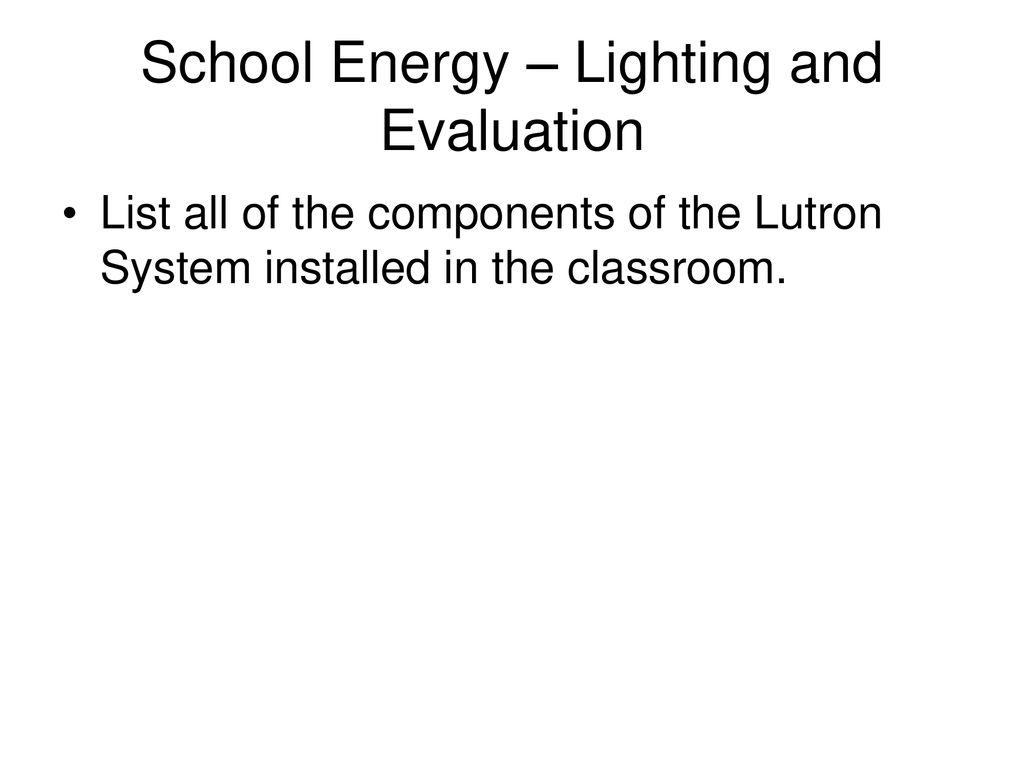 School Energy – Lighting and
Evaluation
• List all of the components of the Lutron
System installed in the classroom.